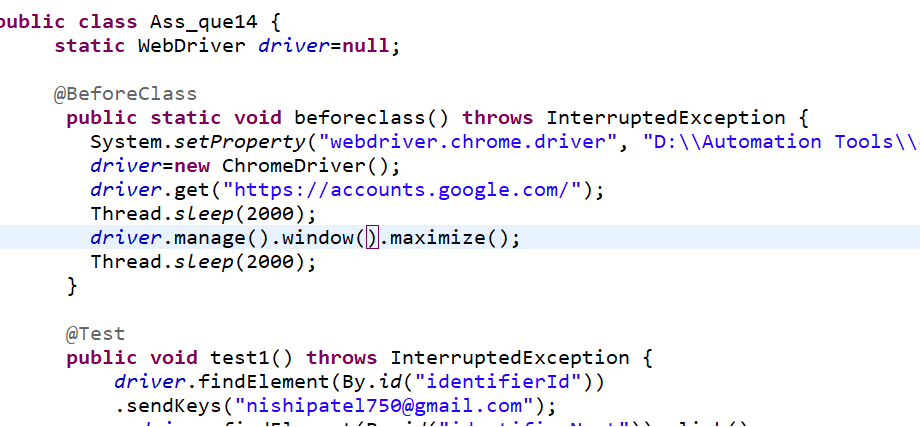 public class Ass_que14 {
static WebDriver driver=null;
@BeforeClass
public static void beforeclass() throws InterruptedException {
System.setProperty("webdriver.chrome.driver", "D:\\Automation Tools\\
driver=new ChromeDriver();
driver.get("https://accounts.google.com/");
Thread.sleep(2000);
driver.manage().window().maximize();
Thread.sleep(2000);
}
@Test
public void test1() throws InterruptedException {
driver.findElement(By.id("identifierId"))
.sendKeys("nishipatel750@gmail.com");